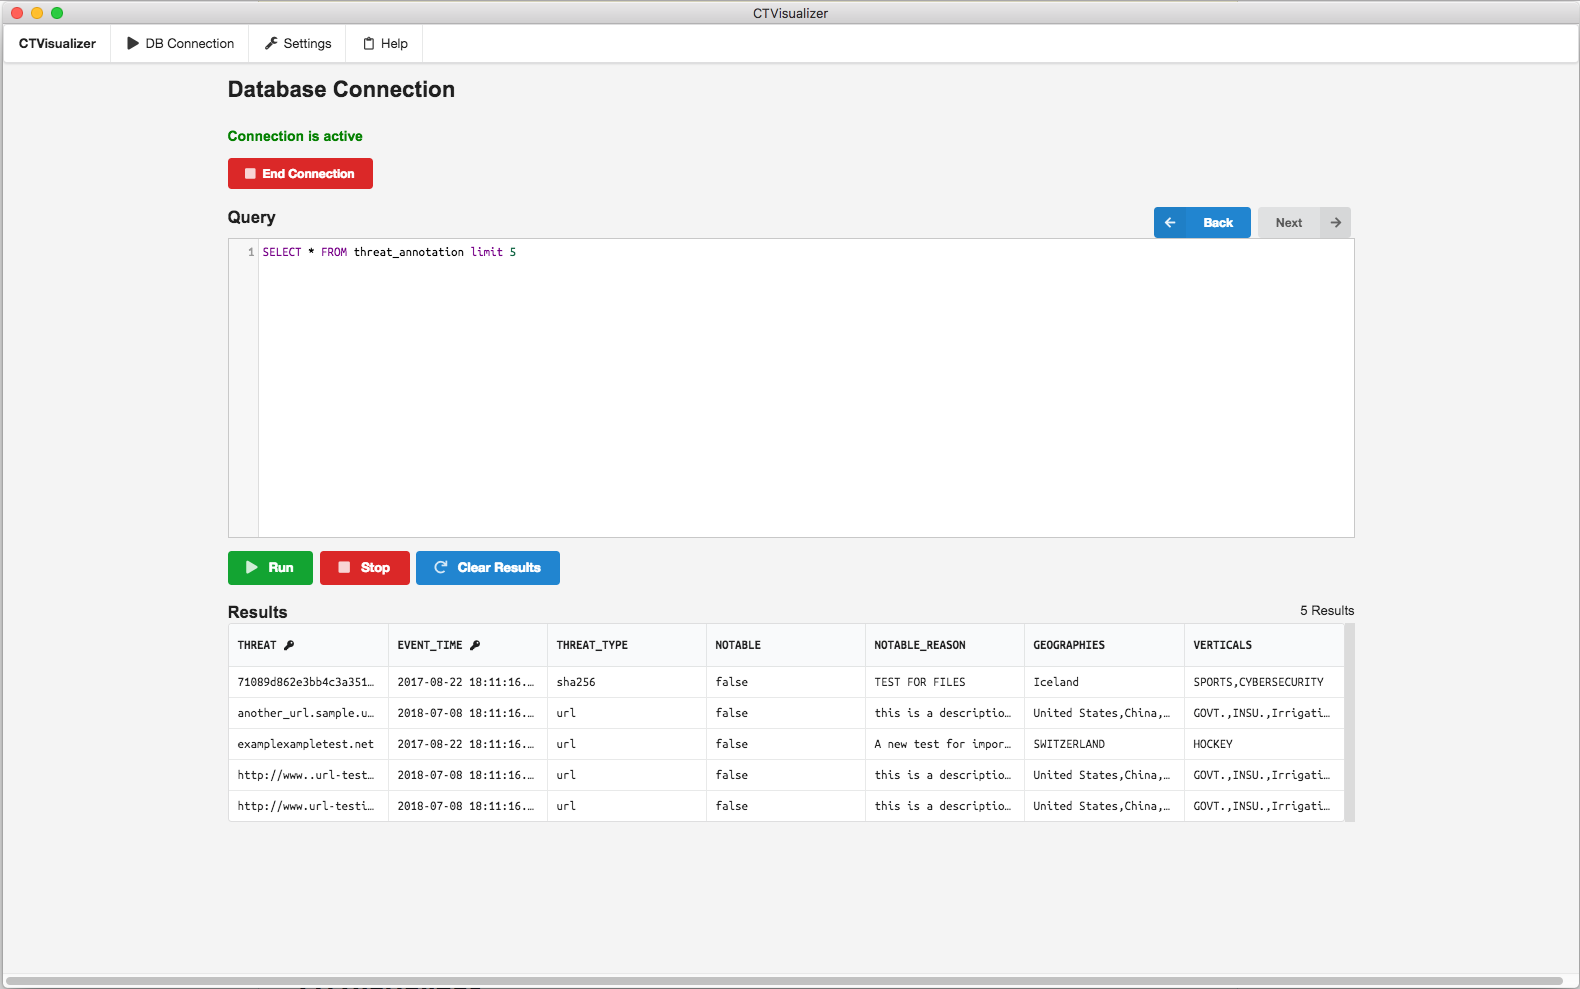 CTVisualizer
CTVisualizer DB Connection Settings Help
Database Connection
Connection is active
End Connection
Query
Back Next
1 SELECT * FROM threat_annotation limit 5
Run Stop Clear Results
Results 5 Results
THREAT EVENT_TIME THREAT_TYPE NOTABLE NOTABLE_REASON GEOGRAPHIES VERTICALS
71089d862e3bb4c3a351… 2017-08-22 18:11:16.… sha256 false TEST FOR FILES Iceland SPORTS,CYBERSECURITY
another_url.sample.u… 2018-07-08 18:11:16.… url false this is a descriptio… United States,China,… GOVT.,INSU.,Irrigati…
examplexampletest.net 2017-08-22 18:11:16.… url false A new test for impor… SWITZERLAND HOCKEY
http://www..url-test… 2018-07-08 18:11:16.… url false this is a descriptio… United States,China,… GOVT.,INSU.,Irrigati…
http://www.url-testi… 2018-07-08 18:11:16.… url false this is a descriptio… United States,China,… GOVT.,INSU.,Irrigati…